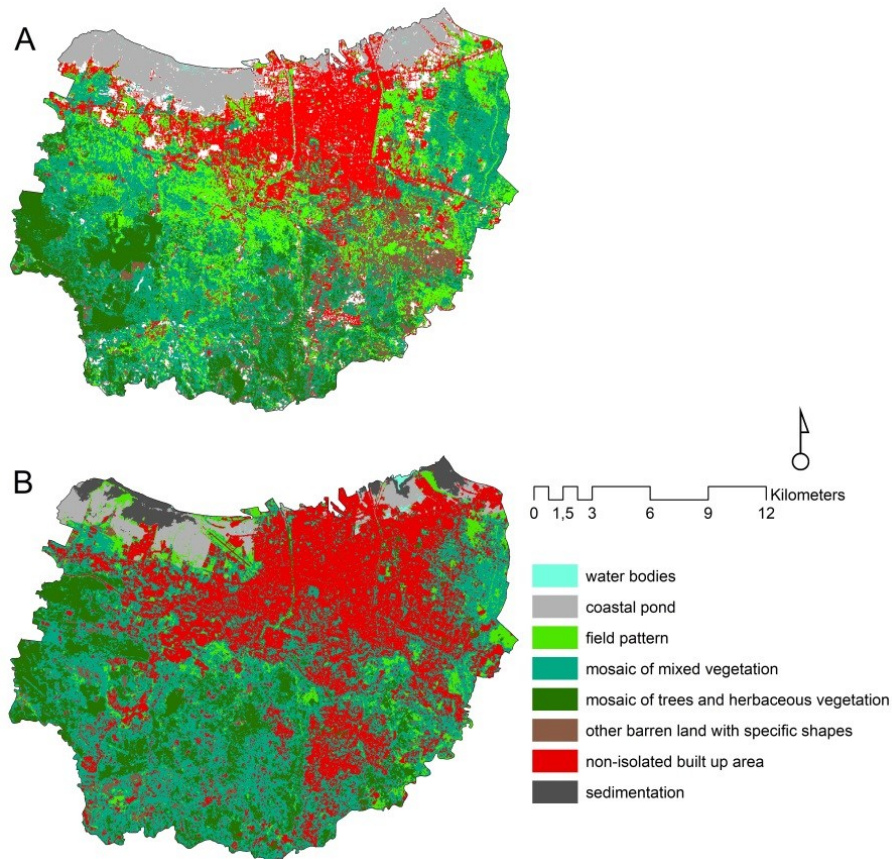 A
B
Kilometers
0 1,5 3 6 9 12
water bodies
coastal pond
field pattern
mosaic of mixed vegetation
mosaic of trees and herbaceous vegetation
other barren land with specific shapes
non-isolated built up area
sedimentation